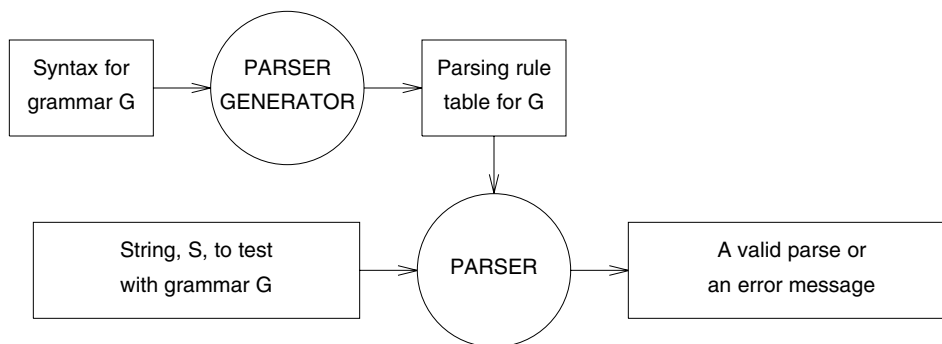 Syntax for
grammar G
PARSER
GENERATOR
Parsing rule
table for G
String, S, to test
with grammar G
PARSER
A valid parse or
an error message